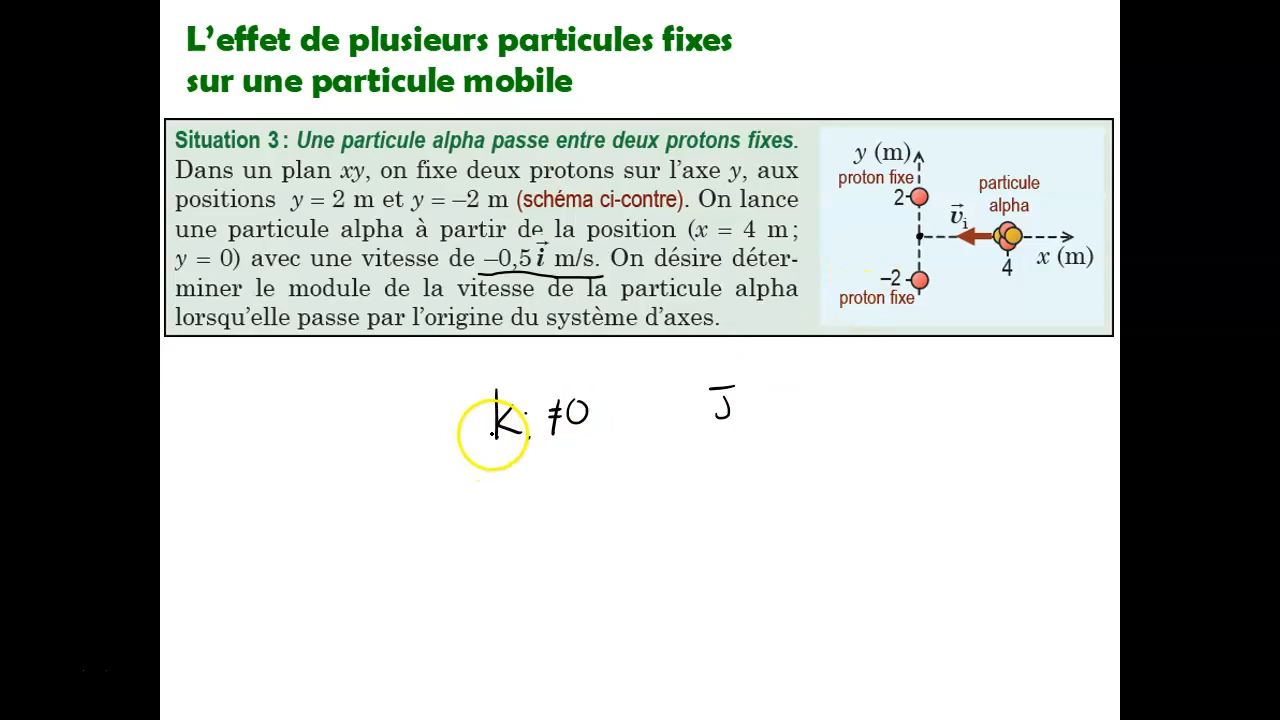 L'effet de plusieurs particules fixes
sur une particule mobile
Situation 3 : Une particule alpha passe entre deux protons fixes.
Dans un plan xy, on fixe deux protons sur l'axe y, aux
positions y = 2 m et y = −2 m (schéma ci-contre). On lance
une particule alpha à partir de la position (x = 4 m ;
y = 0) avec une vitesse de −0,5 i⃗ m/s. On désire déter-
miner le module de la vitesse de la particule alpha
lorsqu'elle passe par l'origine du système d'axes.
y (m)
proton fixe
2
particule
alpha
v⃗i
4
x (m)
−2
proton fixe
Ki ≠ 0